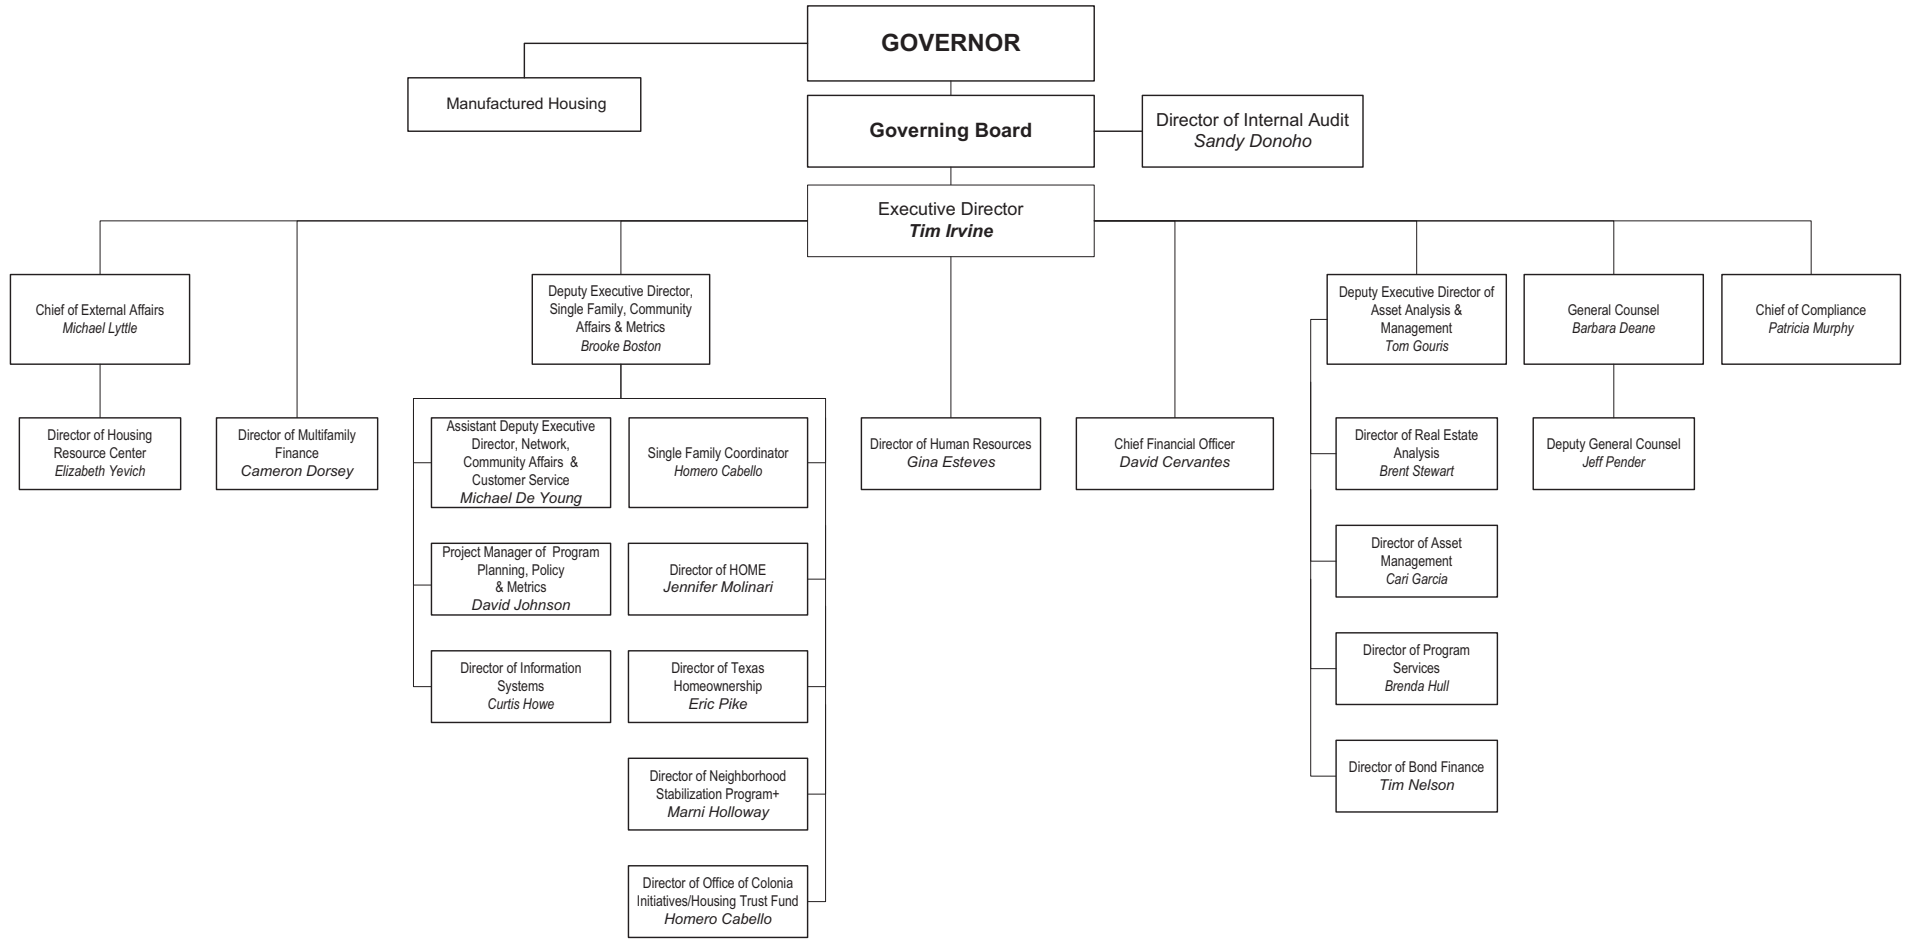 GOVERNOR
Manufactured Housing
Governing Board
Director of Internal Audit
Sandy Donoho
Executive Director
Tim Irvine
Chief of External Affairs
Michael Lyttle
Deputy Executive Director,
Single Family, Community
Affairs & Metrics
Brooke Boston
Deputy Executive Director of
Asset Analysis &
Management
Tom Gouris
General Counsel
Barbara Deane
Chief of Compliance
Patricia Murphy
Director of Housing
Resource Center
Elizabeth Yevich
Director of Multifamily
Finance
Cameron Dorsey
Assistant Deputy Executive
Director, Network,
Community Affairs &
Customer Service
Michael De Young
Single Family Coordinator
Homero Cabello
Director of Human Resources
Gina Esteves
Chief Financial Officer
David Cervantes
Director of Real Estate
Analysis
Brent Stewart
Deputy General Counsel
Jeff Pender
Project Manager of Program
Planning, Policy
& Metrics
David Johnson
Director of HOME
Jennifer Molinari
Director of Asset
Management
Cari Garcia
Director of Information
Systems
Curtis Howe
Director of Texas
Homeownership
Eric Pike
Director of Program
Services
Brenda Hull
Director of Neighborhood
Stabilization Program+
Marni Holloway
Director of Bond Finance
Tim Nelson
Director of Office of Colonia
Initiatives/Housing Trust Fund
Homero Cabello